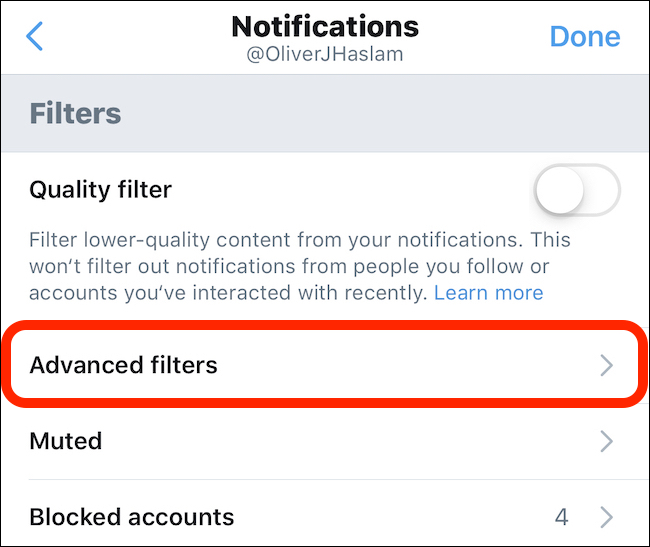 Notifications
@OliverJHaslam
Done
Filters
Quality filter
Filter lower-quality content from your notifications. This
won’t filter out notifications from people you follow or
accounts you’ve interacted with recently. Learn more
Advanced filters
Muted
Blocked accounts 4